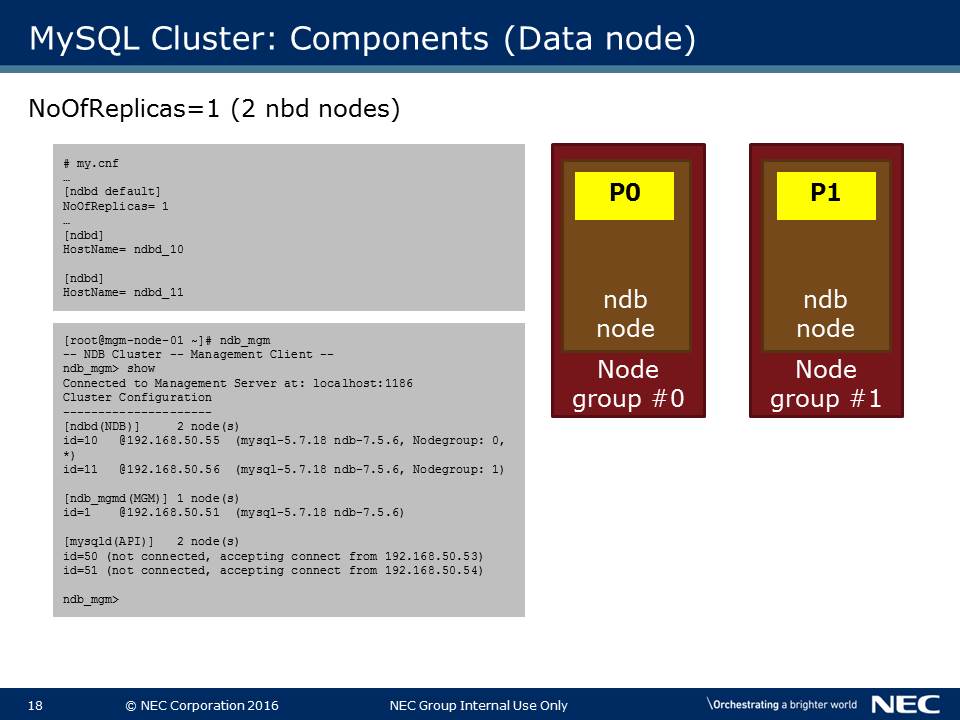 MySQL Cluster: Components (Data node)
NoOfReplicas=1 (2 nbd nodes)
# my.cnf
…
[ndbd default]
NoOfReplicas= 1
…
[ndbd]
HostName= ndbd_10
[ndbd]
HostName= ndbd_11
[root@mgm-node-01 ~]# ndb_mgm
-- NDB Cluster -- Management Client --
ndb_mgm> show
Connected to Management Server at: localhost:1186
Cluster Configuration
---------------------
[ndbd(NDB)]     2 node(s)
id=10   @192.168.50.55  (mysql-5.7.18 ndb-7.5.6, Nodegroup: 0,
*)
id=11   @192.168.50.56  (mysql-5.7.18 ndb-7.5.6, Nodegroup: 1)
[ndb_mgmd(MGM)] 1 node(s)
id=1    @192.168.50.51  (mysql-5.7.18 ndb-7.5.6)
[mysqld(API)]   2 node(s)
id=50 (not connected, accepting connect from 192.168.50.53)
id=51 (not connected, accepting connect from 192.168.50.54)
ndb_mgm>
P0
ndb
node
Node
group #0
P1
ndb
node
Node
group #1
18
© NEC Corporation 2016
NEC Group Internal Use Only
\Orchestrating a brighter world
NEC